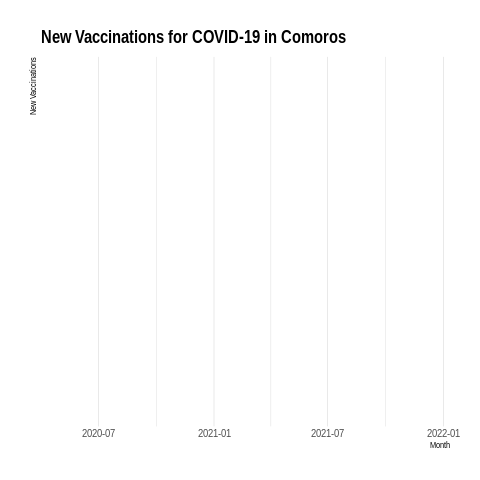 New Vaccinations for COVID-19 in Comoros
New Vaccinations
2020-07 2021-01 2021-07 2022-01
Month